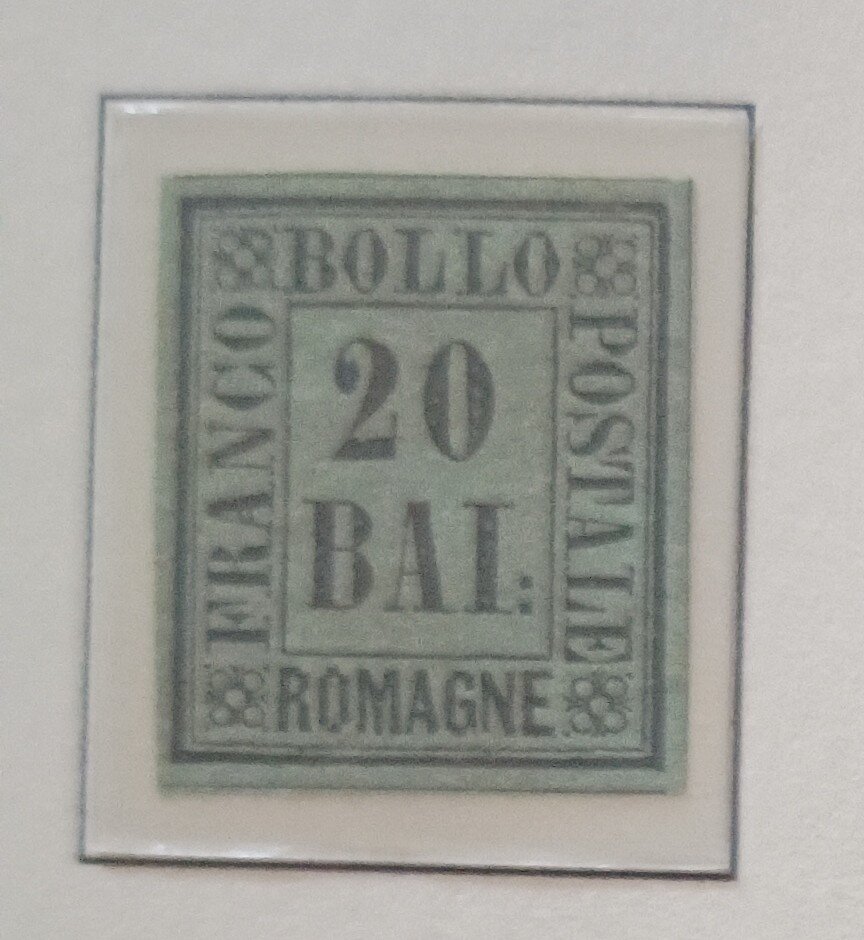 FRANCO
BOLLO
POSTALE
20
BAI:
ROMAGNE